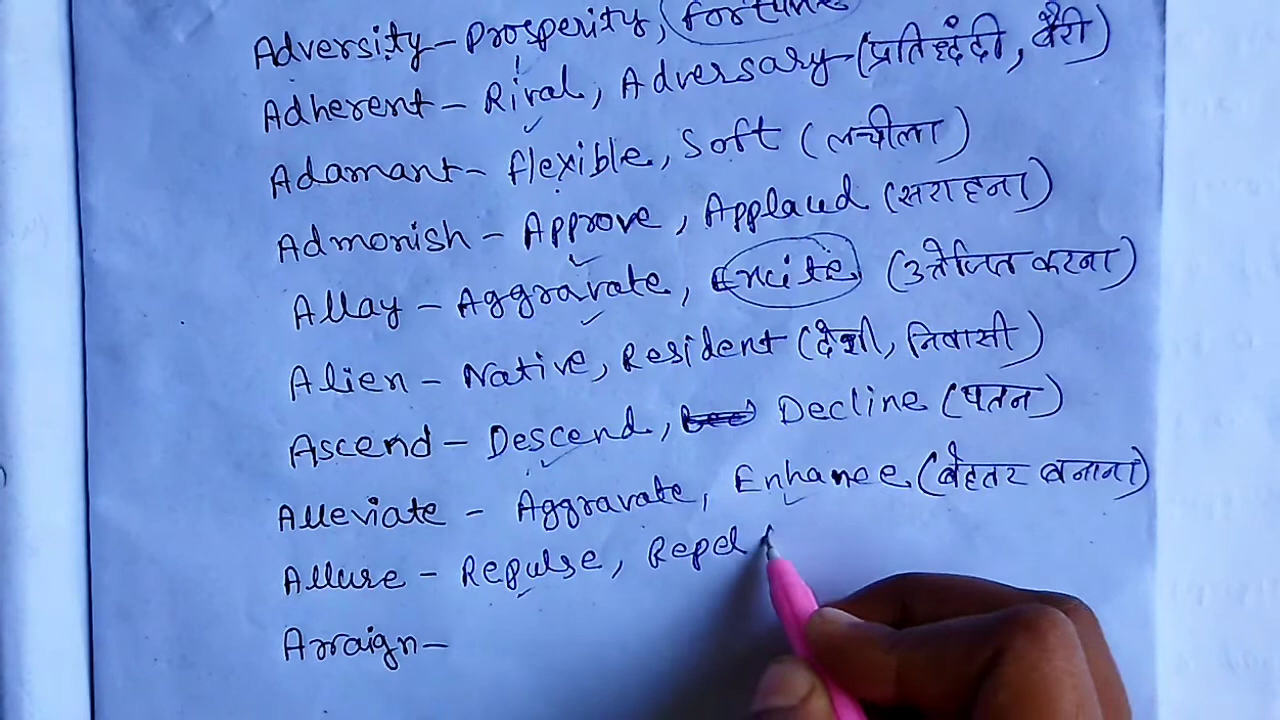 Adversity – Prosperity, Fortune
Adherent – Rival, Adversary – (प्रतिद्वंदी, बैरी)
Adamant – Flexible, Soft (लचीला)
Admonish – Approve, Applaud (सराहना)
Allay – Aggravate, Excite (उत्तेजित करना)
Alien – Native, Resident (देशी, निवासी)
Ascend – Descend, Decline (पतन)
Alleviate – Aggravate, Enhance (बेहतर बनाना)
Allure – Repulse, Repel
Arraign –